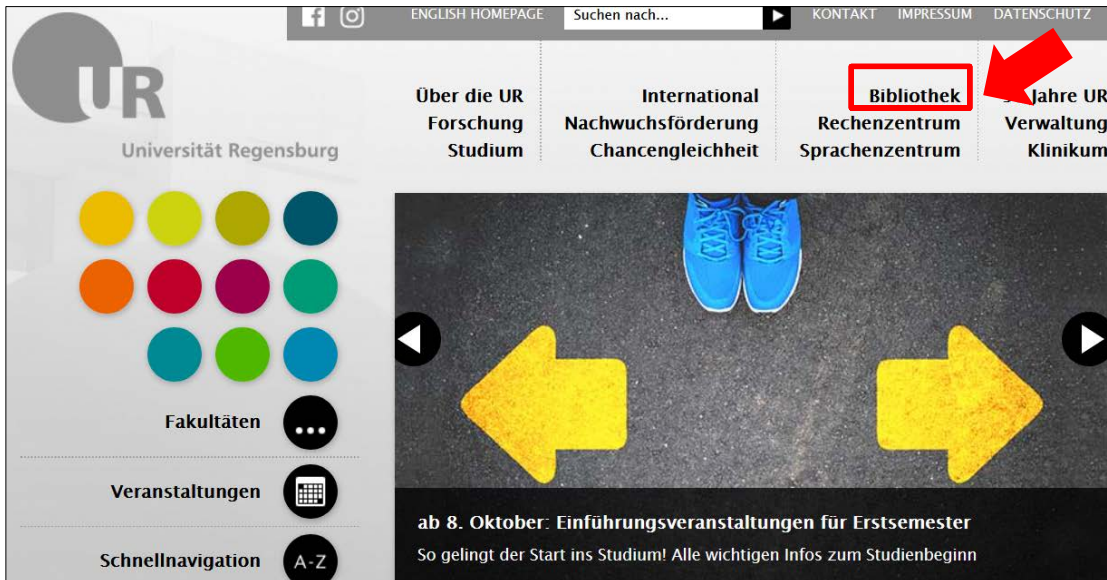 ENGLISH HOMEPAGE
Suchen nach...
KONTAKT IMPRESSUM DATENSCHUTZ
UR
Universität Regensburg
Über die UR
Forschung
Studium
International
Nachwuchsförderung
Chancengleichheit
Bibliothek
Rechenzentrum
Sprachenzentrum
Jahre UR
Verwaltung
Klinikum
Fakultäten
Veranstaltungen
Schnellnavigation A-Z
ab 8. Oktober: Einführungsveranstaltungen für Erstsemester
So gelingt der Start ins Studium! Alle wichtigen Infos zum Studienbeginn